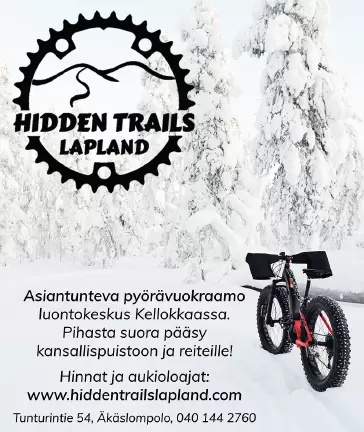 HIDDEN TRAILS
LAPLAND
Asiantunteva pyörävuokraamo
luontokeskus Kellokkaassa.
Pihasta suora pääsy
kansallispuistoon ja reiteille!
Hinnat ja aukioloajat:
www.hiddentrailslapland.com
Tunturintie 54, Äkäslompolo, 040 144 2760